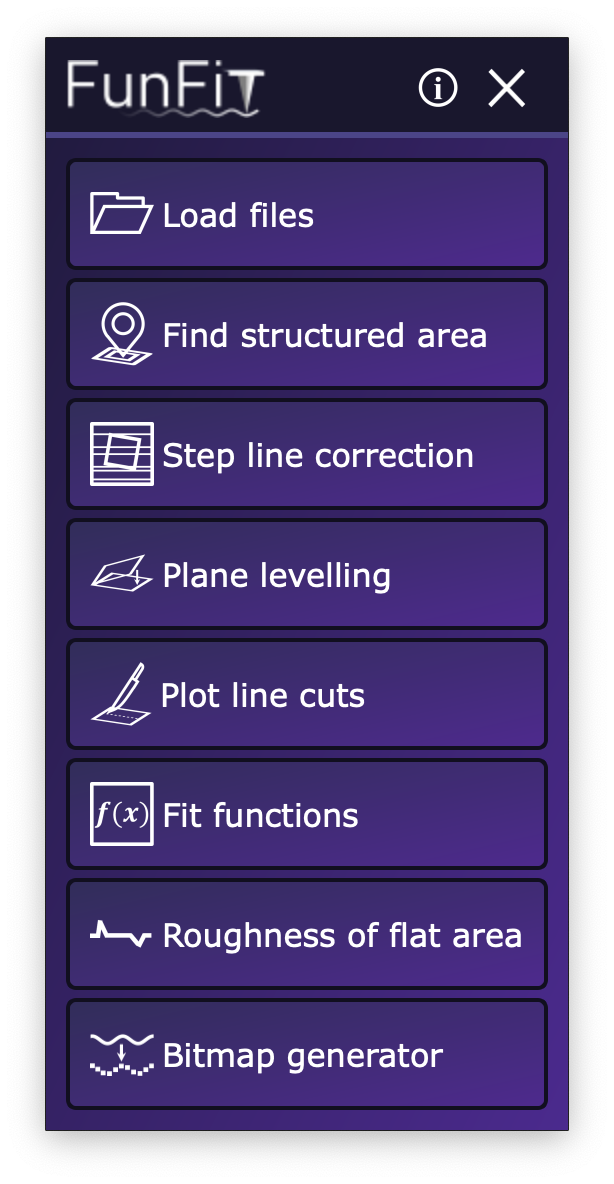 FunFiT
Load files
Find structured area
Step line correction
Plane levelling
Plot line cuts
f(x) Fit functions
Roughness of flat area
Bitmap generator